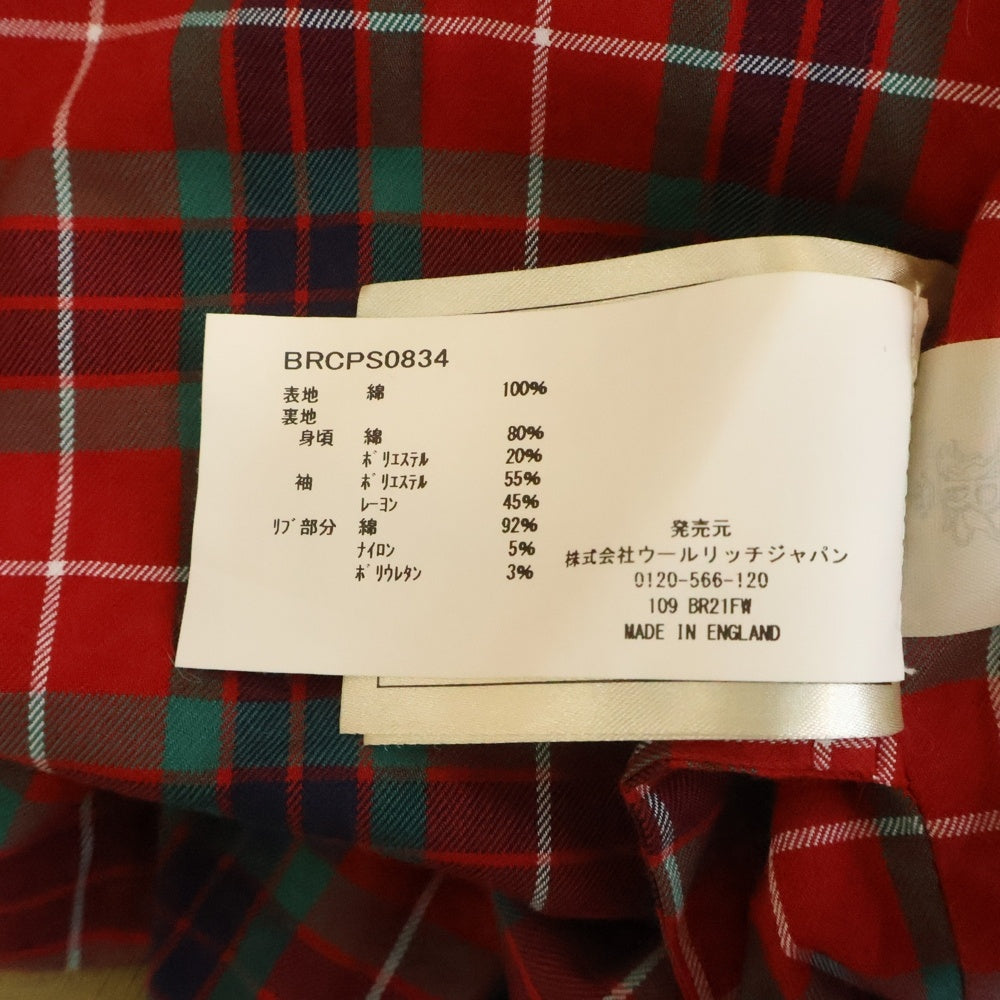 BRCPS0834
表地 綿 100%
裏地
身頃 綿 80%
ポリエステル 20%
袖 ポリエステル 55%
レーヨン 45%
リブ部分 綿 92%
ナイロン 5%
ポリウレタン 3%
発売元
株式会社ウールリッチジャパン
0120-566-120
109 BR21FW
MADE IN ENGLAND